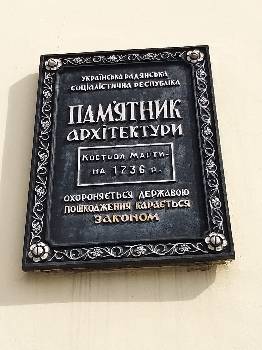 УКРАЇНСЬКА РАДЯНСЬКА
СОЦІАЛІСТИЧНА РЕСПУБЛІКА
ПАМ'ЯТНИК
АРХІТЕКТУРИ
КОСТЬОЛ МАРТИ-
НА 1736 р.
ОХОРОНЯЄТЬСЯ ДЕРЖАВОЮ
ПОШКОДЖЕННЯ КАРАЄТЬСЯ
ЗАКОНОМ